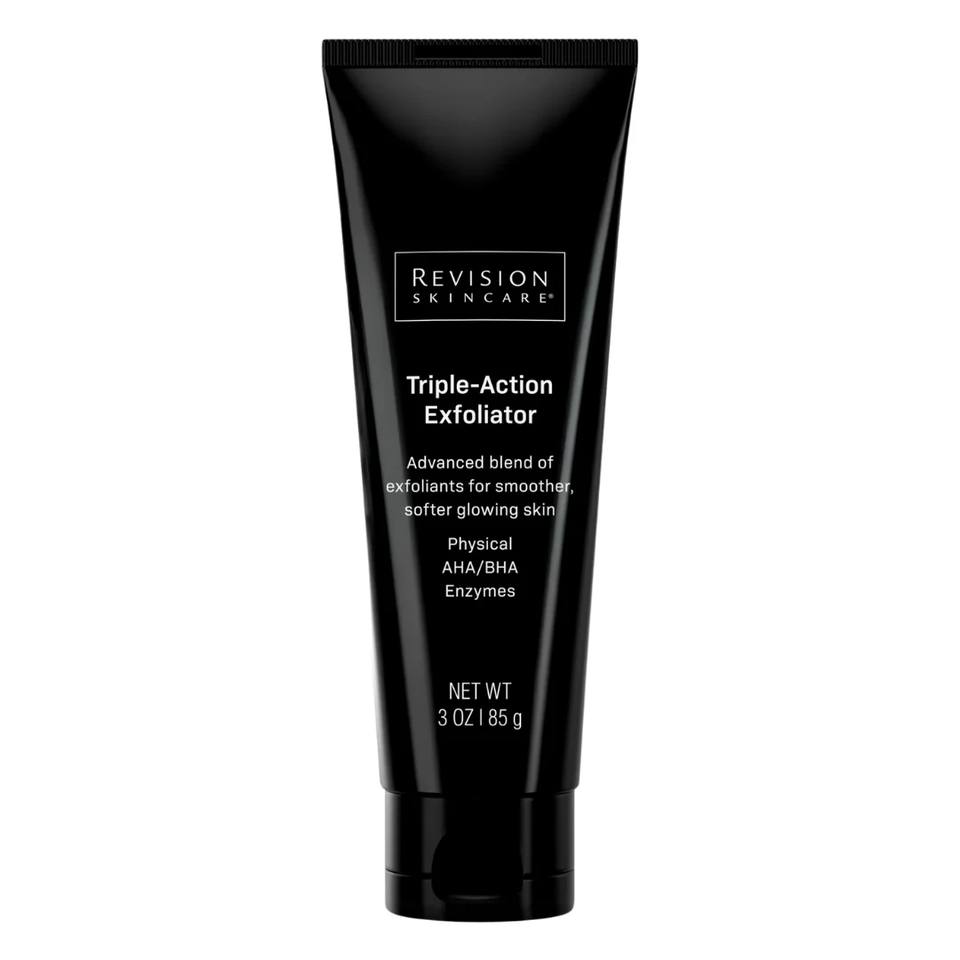 REVISION
SKINCARE®
Triple-Action
Exfoliator
Advanced blend of
exfoliants for smoother,
softer glowing skin
Physical
AHA/BHA
Enzymes
NET WT
3 OZ | 85 g